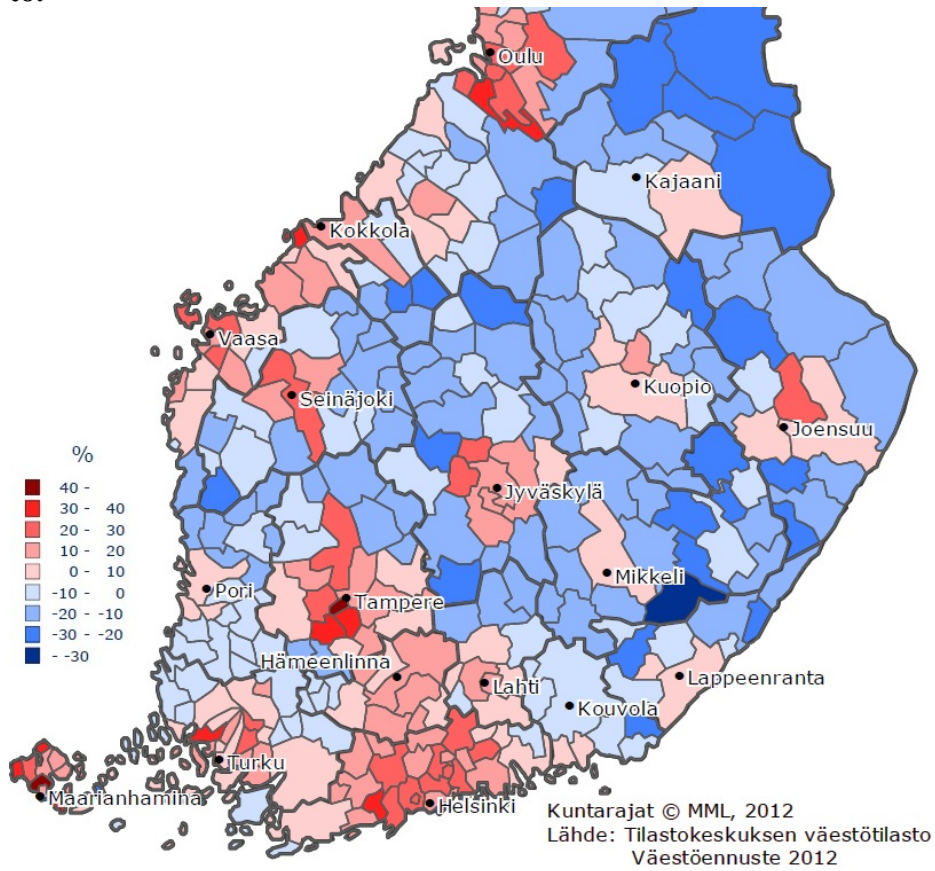 Oulu
Kajaani
Kokkola
Vaasa
Kuopio
Seinäjoki
Joensuu
%
40 -
30 - 40
20 - 30
10 - 20
0 - 10
-10 - 0
-20 - -10
-30 - -20
- -30
Jyväskylä
Mikkeli
Pori
Tampere
Hämeenlinna
Lahti
Lappeenranta
Kouvola
Turku
Maarianhamina
Helsinki
Kuntarajat © MML, 2012
Lähde: Tilastokeskuksen väestötilasto
Väestöennuste 2012